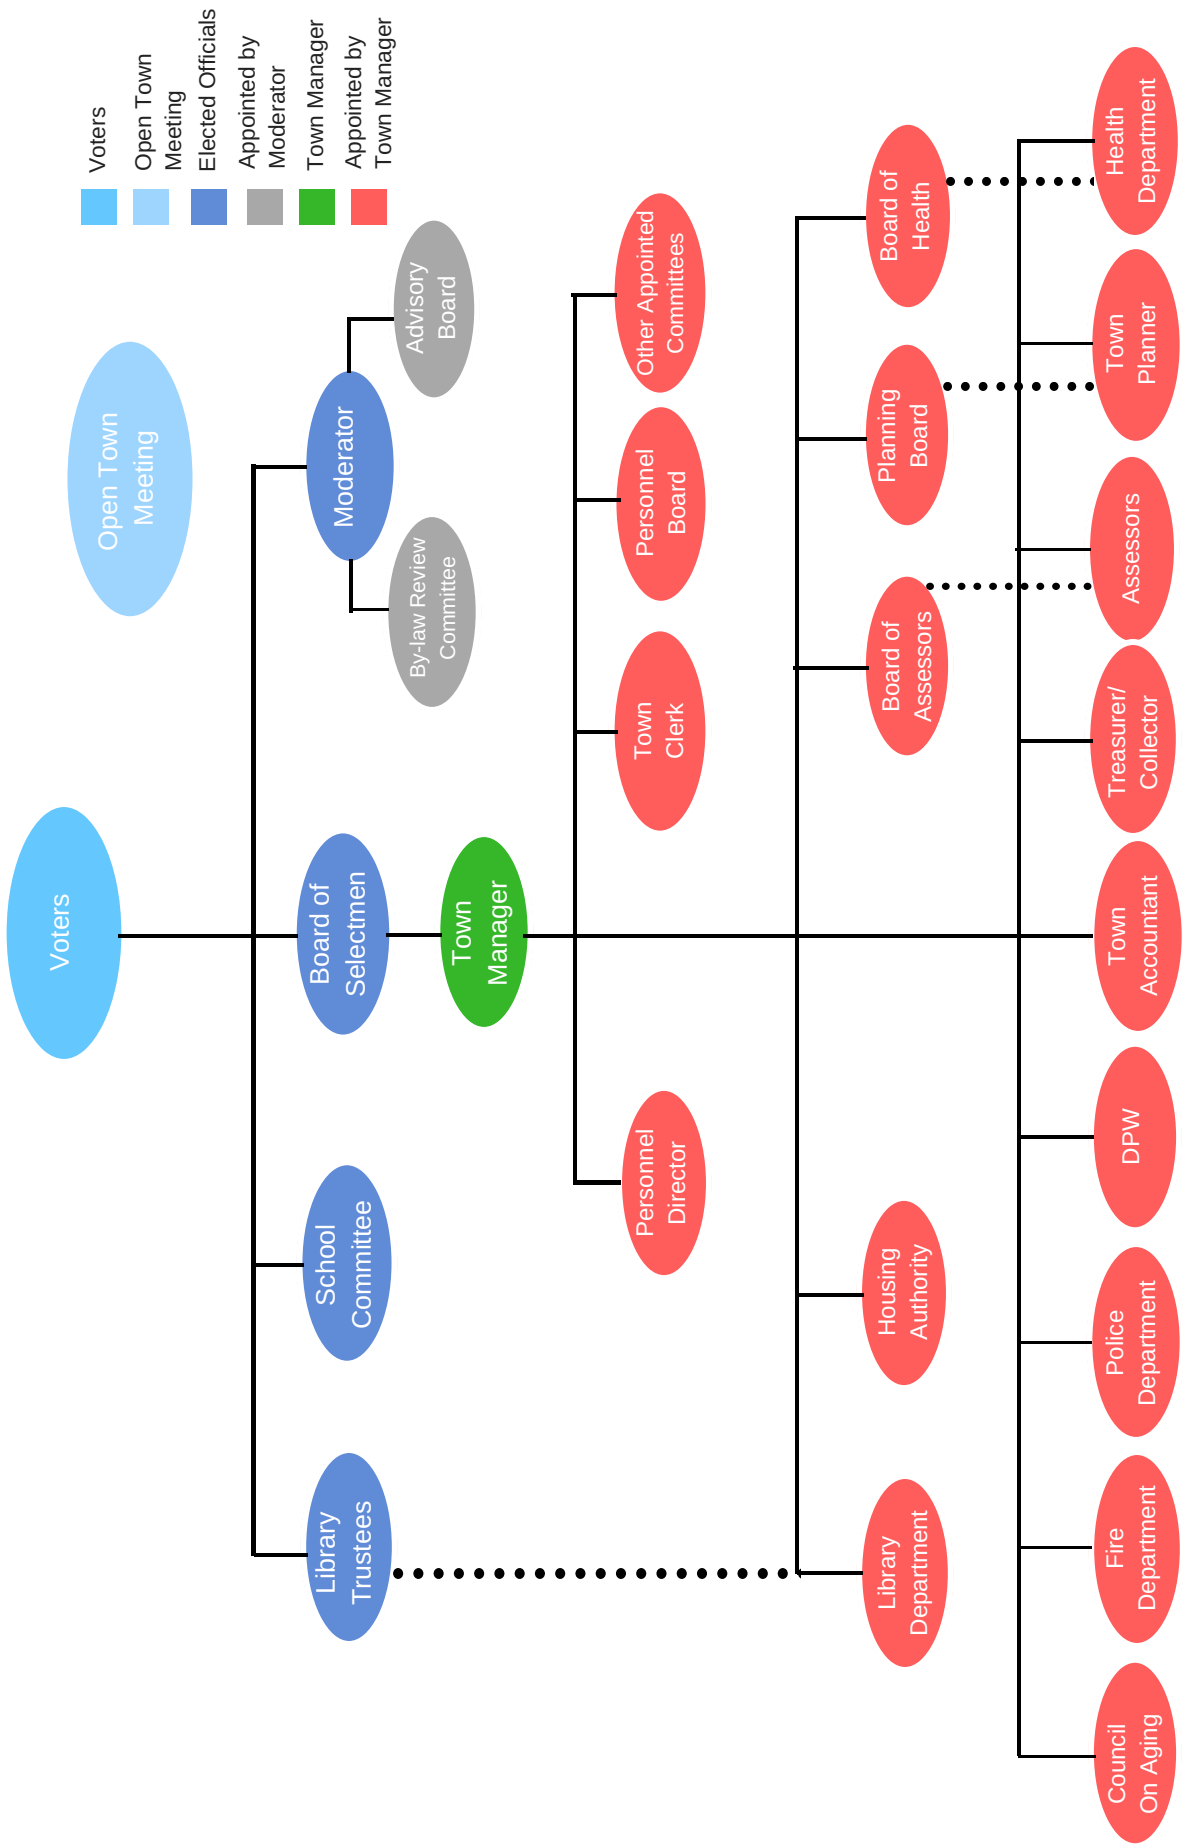 Voters
Open Town
Meeting
Elected Officials
Appointed by
Moderator
Town Manager
Appointed by
Town Manager
Voters
Open Town
Meeting
Library
Trustees
School
Committee
Board of
Selectmen
Moderator
By-law Review
Committee
Advisory
Board
Town
Manager
Personnel
Director
Town
Clerk
Personnel
Board
Other Appointed
Committees
Library
Department
Housing
Authority
Board of
Assessors
Planning
Board
Board of
Health
Council
On Aging
Fire
Department
Police
Department
DPW
Town
Accountant
Treasurer/
Collector
Assessors
Town
Planner
Health
Department